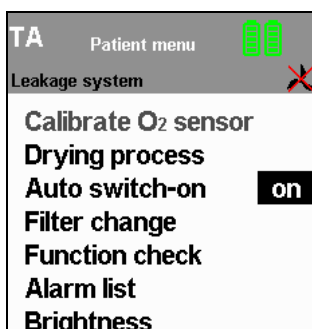 TA Patient menu
Leakage system
Calibrate O2 sensor
Drying process
Auto switch-on on
Filter change
Function check
Alarm list
Brightness